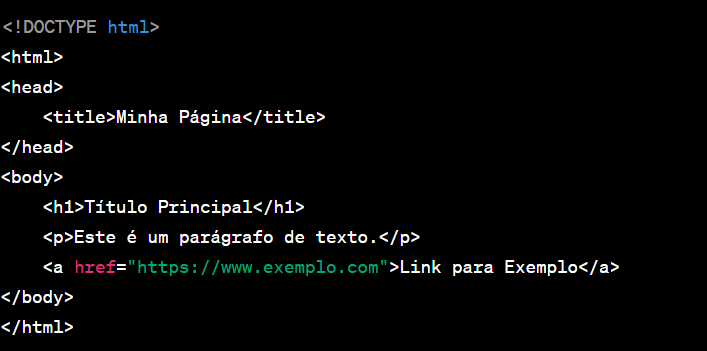 <!DOCTYPE html>
<html>
<head>
    <title>Minha Página</title>
</head>
<body>
    <h1>Título Principal</h1>
    <p>Este é um parágrafo de texto.</p>
    <a href="https://www.exemplo.com">Link para Exemplo</a>
</body>
</html>